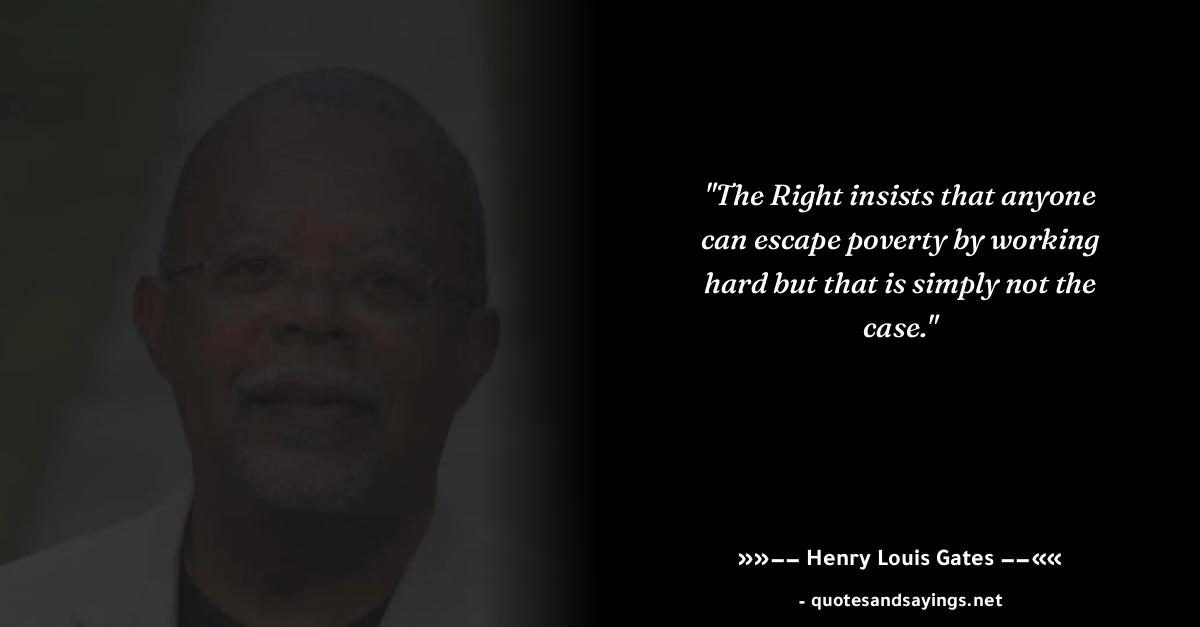 "The Right insists that anyone
can escape poverty by working
hard but that is simply not the
case."
»»−− Henry Louis Gates −−««
- quotesandsayings.net